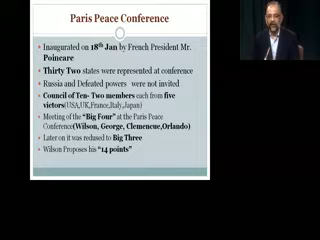 Paris Peace Conference
Inaugurated on 18th Jan by French President Mr.
Poincare
Thirty Two states were represented at conference
Russia and Defeated powers were not invited
Council of Ten- Two members each from five
victors(USA,UK,France,Italy,Japan)
Meeting of the "Big Four" at the Paris Peace
Conference(Wilson, George, Clemencue,Orlando)
Later on it was redused to Big Three
Wilson Proposes his "14 points"